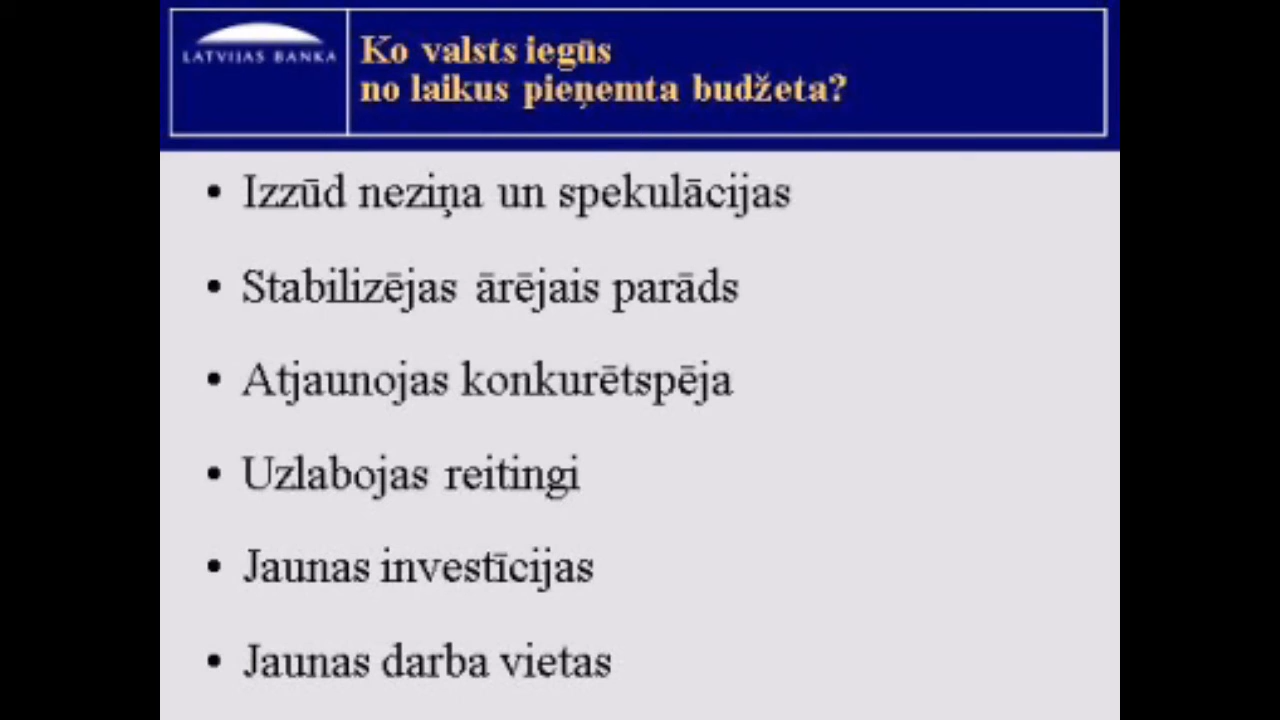 LATVIJAS BANKA
Ko valsts iegūs
no laikus pieņemta budžeta?
• Izzūd neziņa un spekulācijas
• Stabilizējas ārējais parāds
• Atjaunojas konkurētspēja
• Uzlabojas reitingi
• Jaunas investīcijas
• Jaunas darba vietas